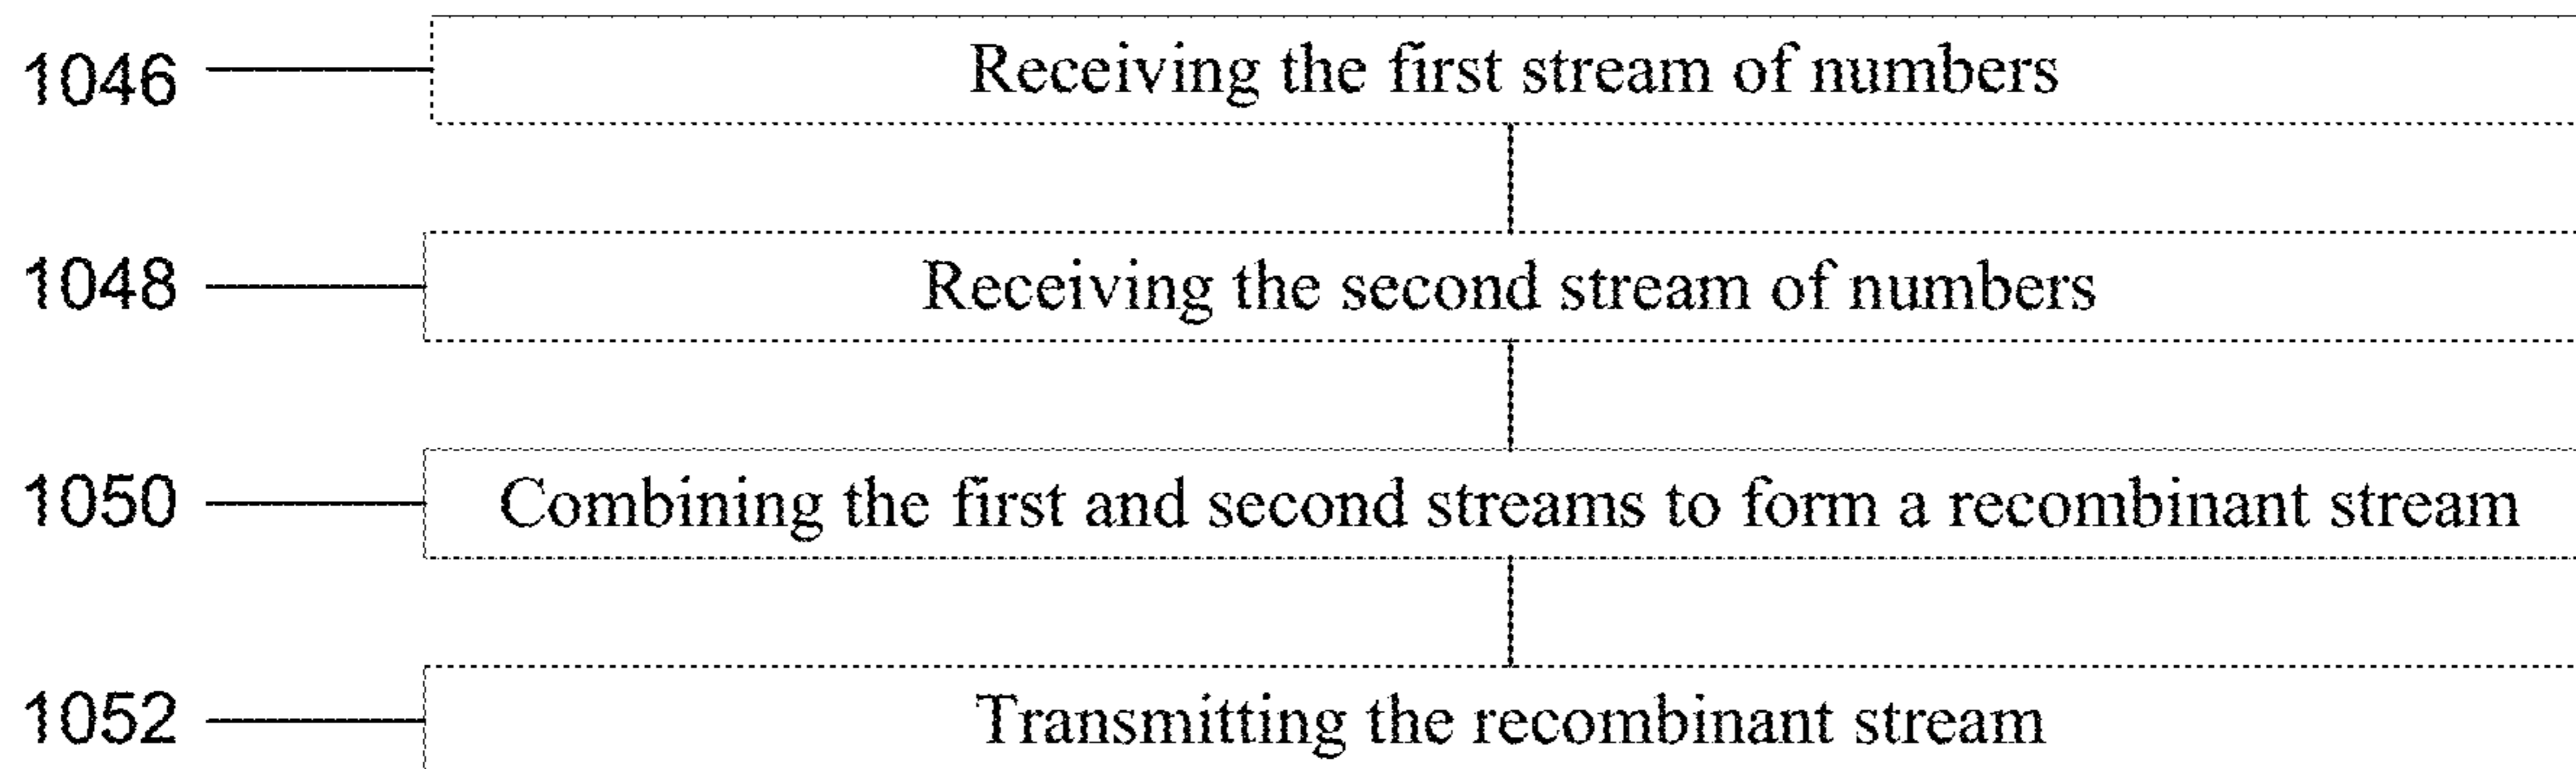 1046 Receiving the first stream of numbers
1048 Receiving the second stream of numbers
1050 Combining the first and second streams to form a recombinant stream
1052 Transmitting the recombinant stream